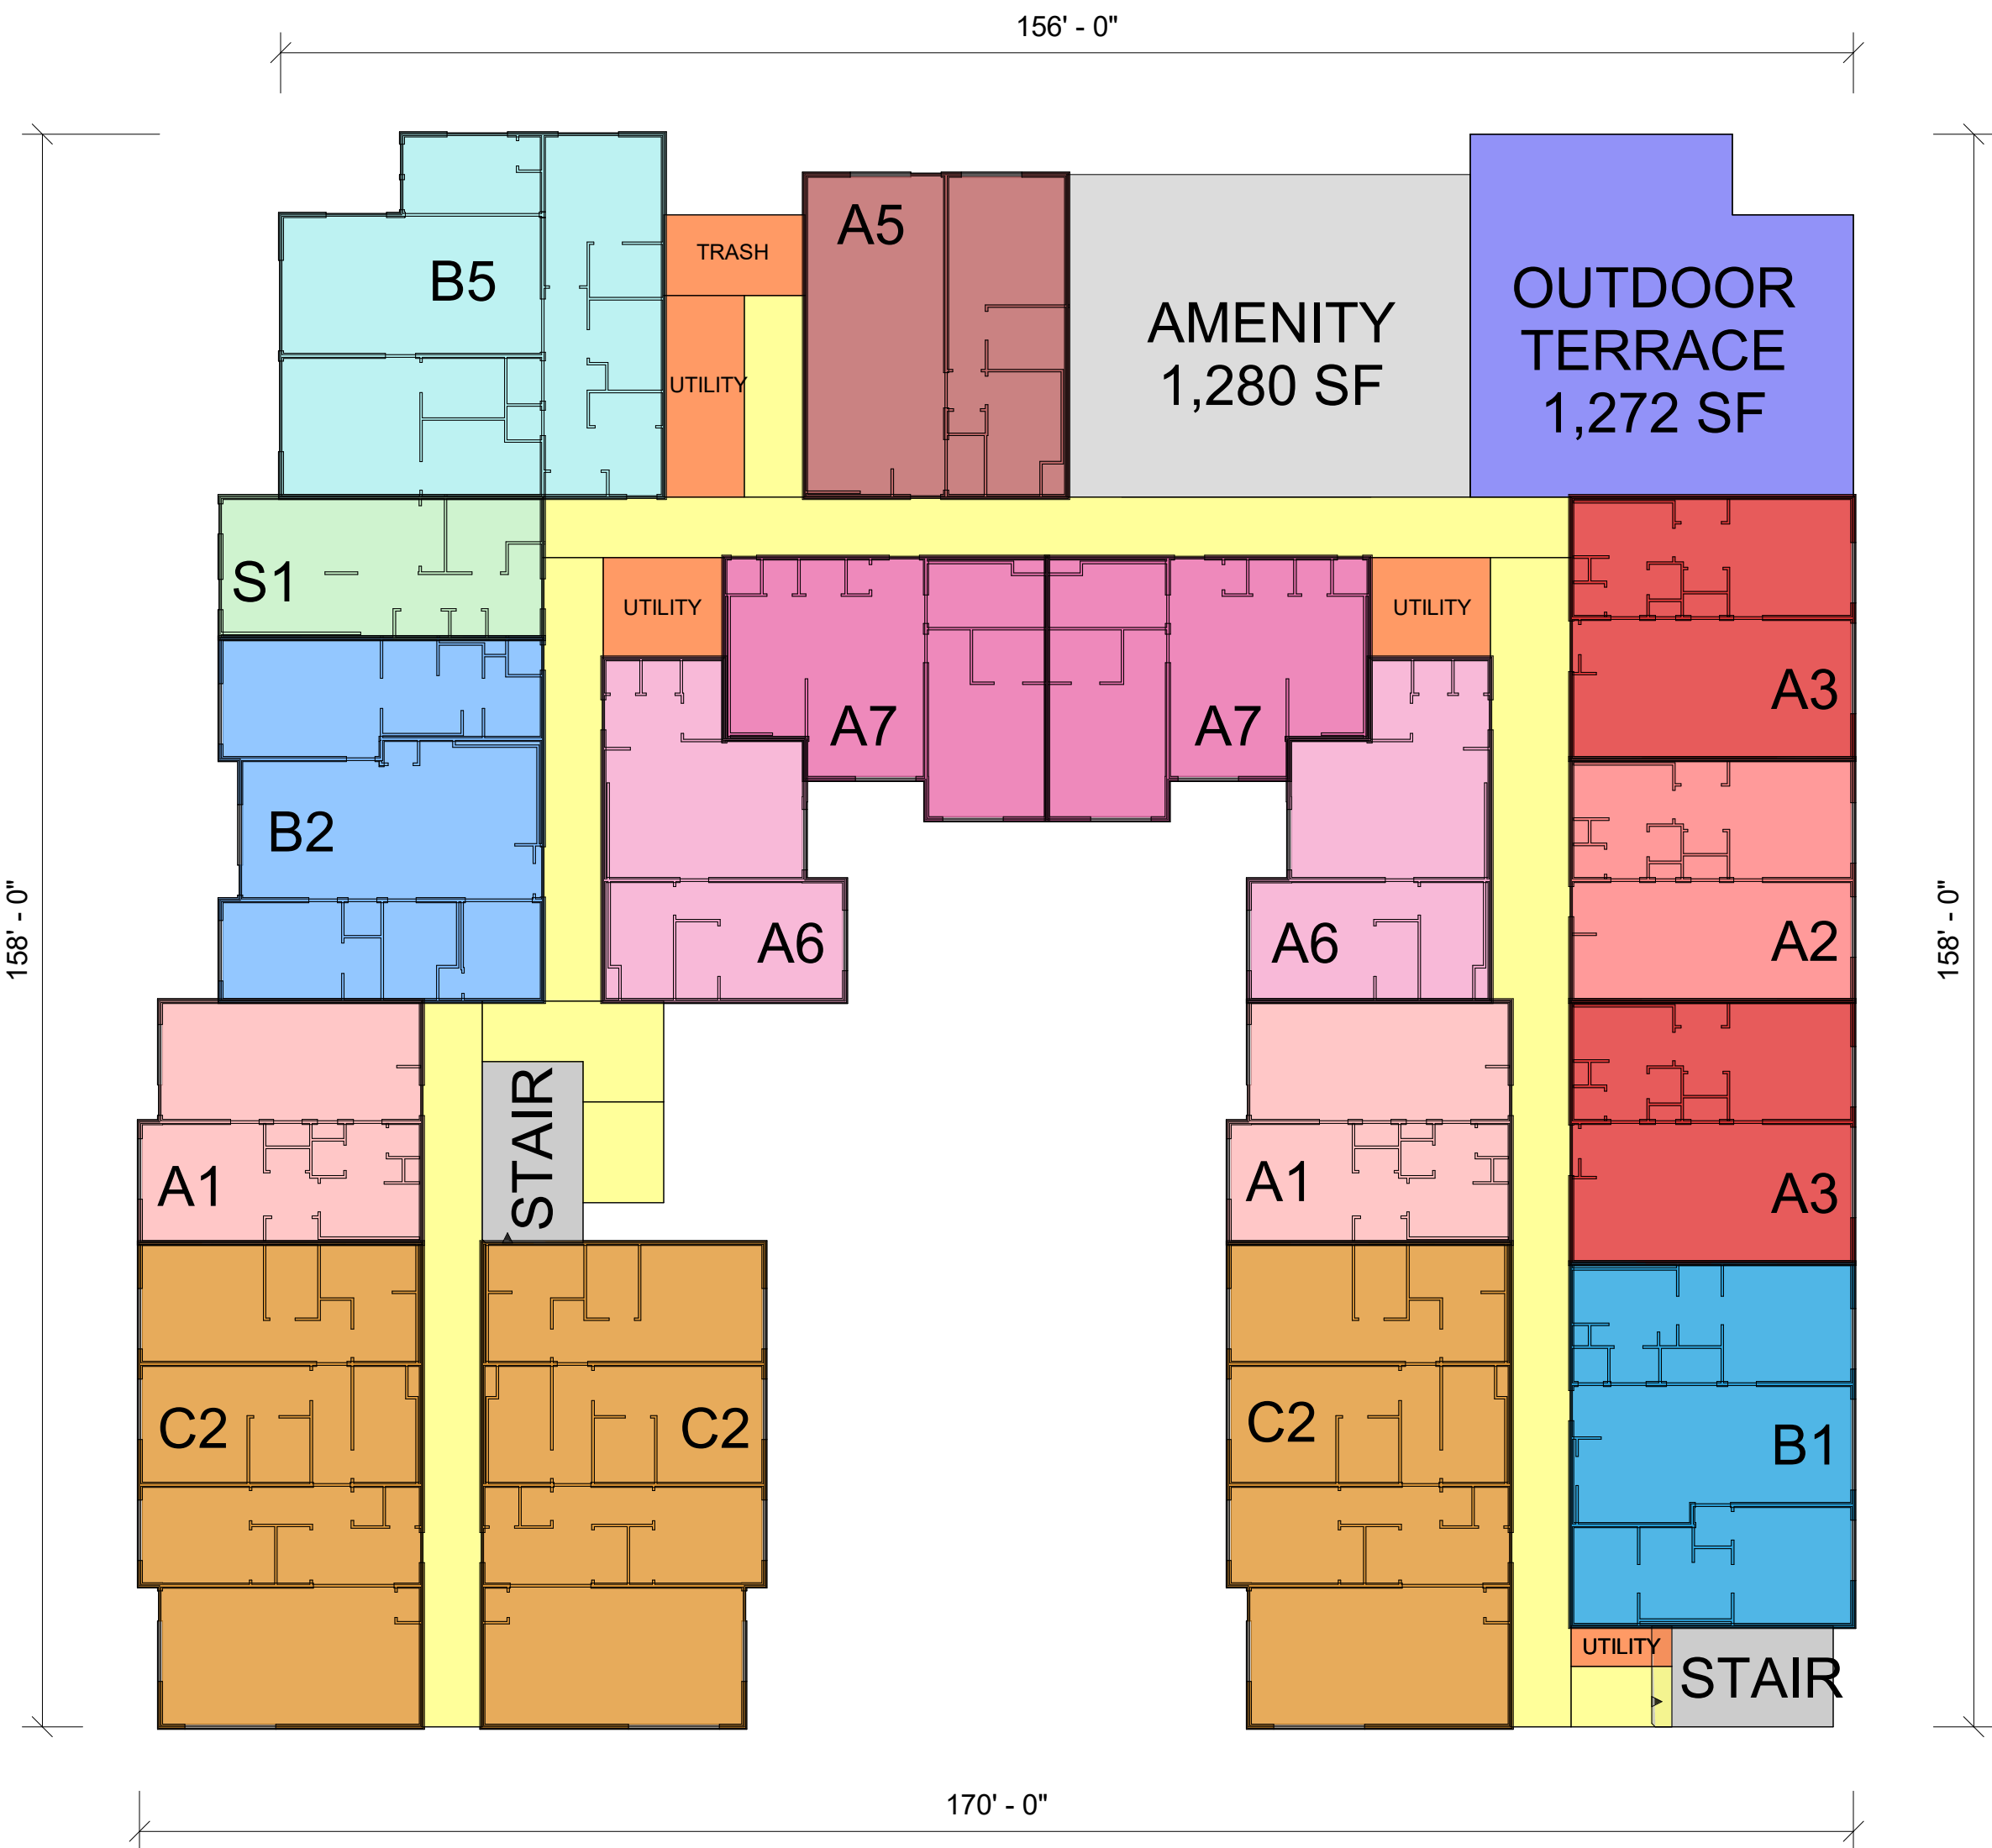 156' - 0"
B5
TRASH
UTILITY
A5
AMENITY
1,280 SF
OUTDOOR
TERRACE
1,272 SF
S1
UTILITY
UTILITY
A7
A7
A3
B2
A6
A6
A2
158' - 0"
158' - 0"
A1
STAIR
A1
A3
C2
C2
C2
B1
UTILITY
STAIR
170' - 0"